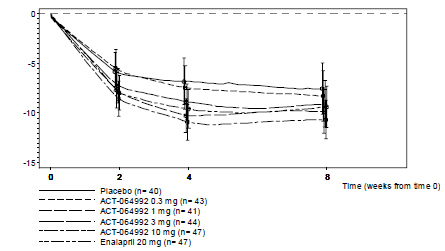 0
-5
-10
-15
0 2 4 8
Time (weeks from time 0)
Placebo (n= 40)
ACT-064992 0.3 mg (n= 43)
ACT-064992 1 mg (n= 41)
ACT-064992 3 mg (n= 44)
ACT-064992 10 mg (n= 47)
Enalapril 20 mg (n= 47)